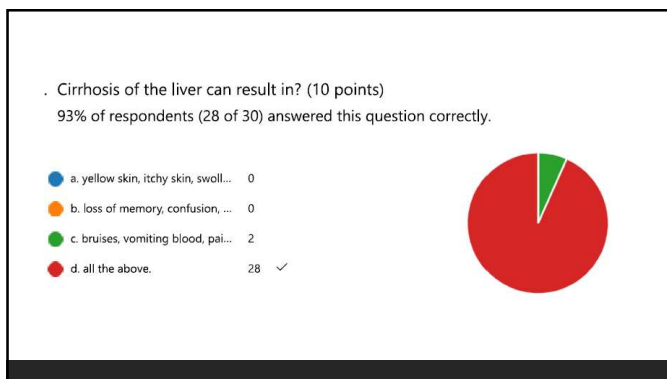 . Cirrhosis of the liver can result in? (10 points)
93% of respondents (28 of 30) answered this question correctly.
a. yellow skin, itchy skin, swoll... 0
b. loss of memory, confusion, ... 0
c. bruises, vomiting blood, pai... 2
d. all the above. 28